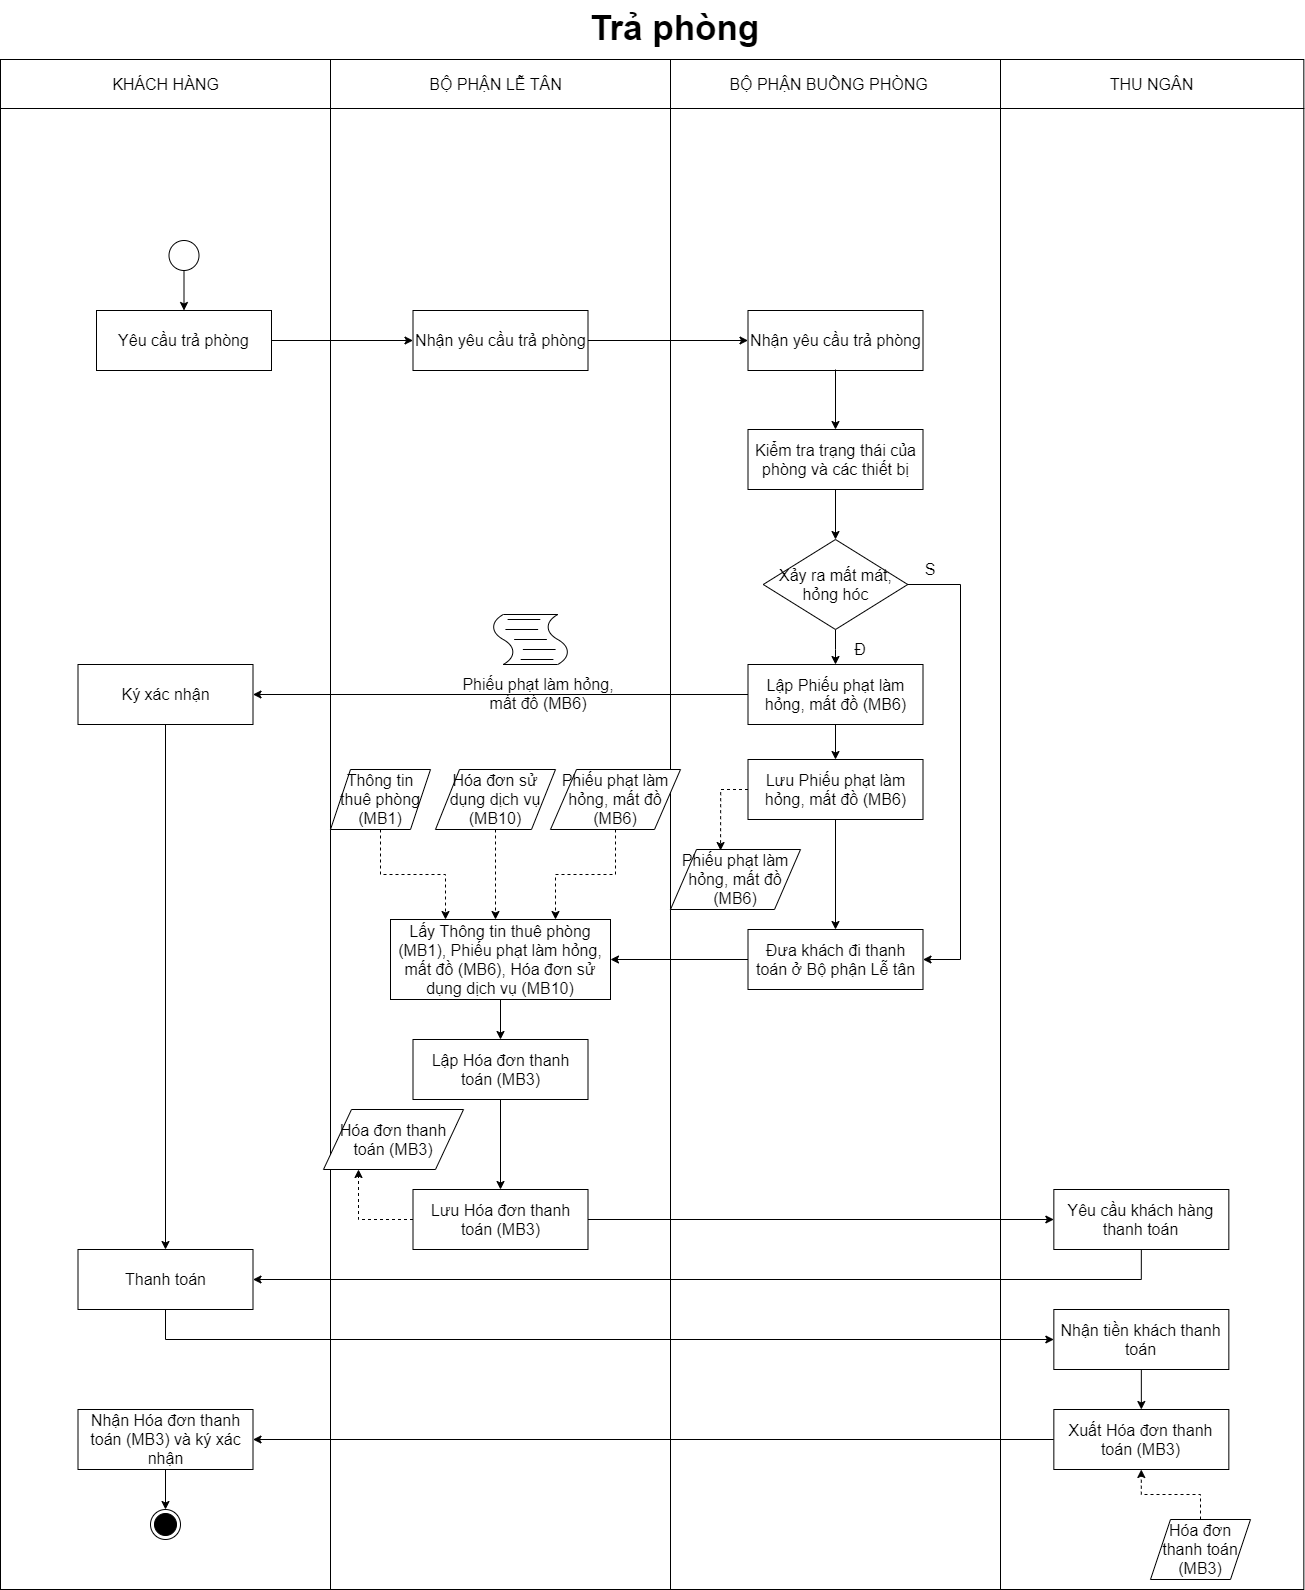 Trả phòng
KHÁCH HÀNG
BỘ PHẬN LỄ TÂN
BỘ PHẬN BUỒNG PHÒNG
THU NGÂN
Yêu cầu trả phòng
Nhận yêu cầu trả phòng
Nhận yêu cầu trả phòng
Kiểm tra trạng thái của
phòng và các thiết bị
Xảy ra mất mát,
hỏng hóc
S
Đ
Phiếu phạt làm hỏng,
mất đồ (MB6)
Ký xác nhận
Lập Phiếu phạt làm
hỏng, mất đồ (MB6)
Lưu Phiếu phạt làm
hỏng, mất đồ (MB6)
Thông tin
thuê phòng
(MB1)
Hóa đơn sử
dụng dịch vụ
(MB10)
Phiếu phạt làm
hỏng, mất đồ
(MB6)
Phiếu phạt làm
hỏng, mất đồ
(MB6)
Lấy Thông tin thuê phòng
(MB1), Phiếu phạt làm hỏng,
mất đồ (MB6), Hóa đơn sử
dụng dịch vụ (MB10)
Đưa khách đi thanh
toán ở Bộ phận Lễ tân
Lập Hóa đơn thanh
toán (MB3)
Hóa đơn thanh
toán (MB3)
Lưu Hóa đơn thanh
toán (MB3)
Yêu cầu khách hàng
thanh toán
Thanh toán
Nhận tiền khách thanh
toán
Nhận Hóa đơn thanh
toán (MB3) và ký xác
nhận
Xuất Hóa đơn thanh
toán (MB3)
Hóa đơn
thanh toán
(MB3)